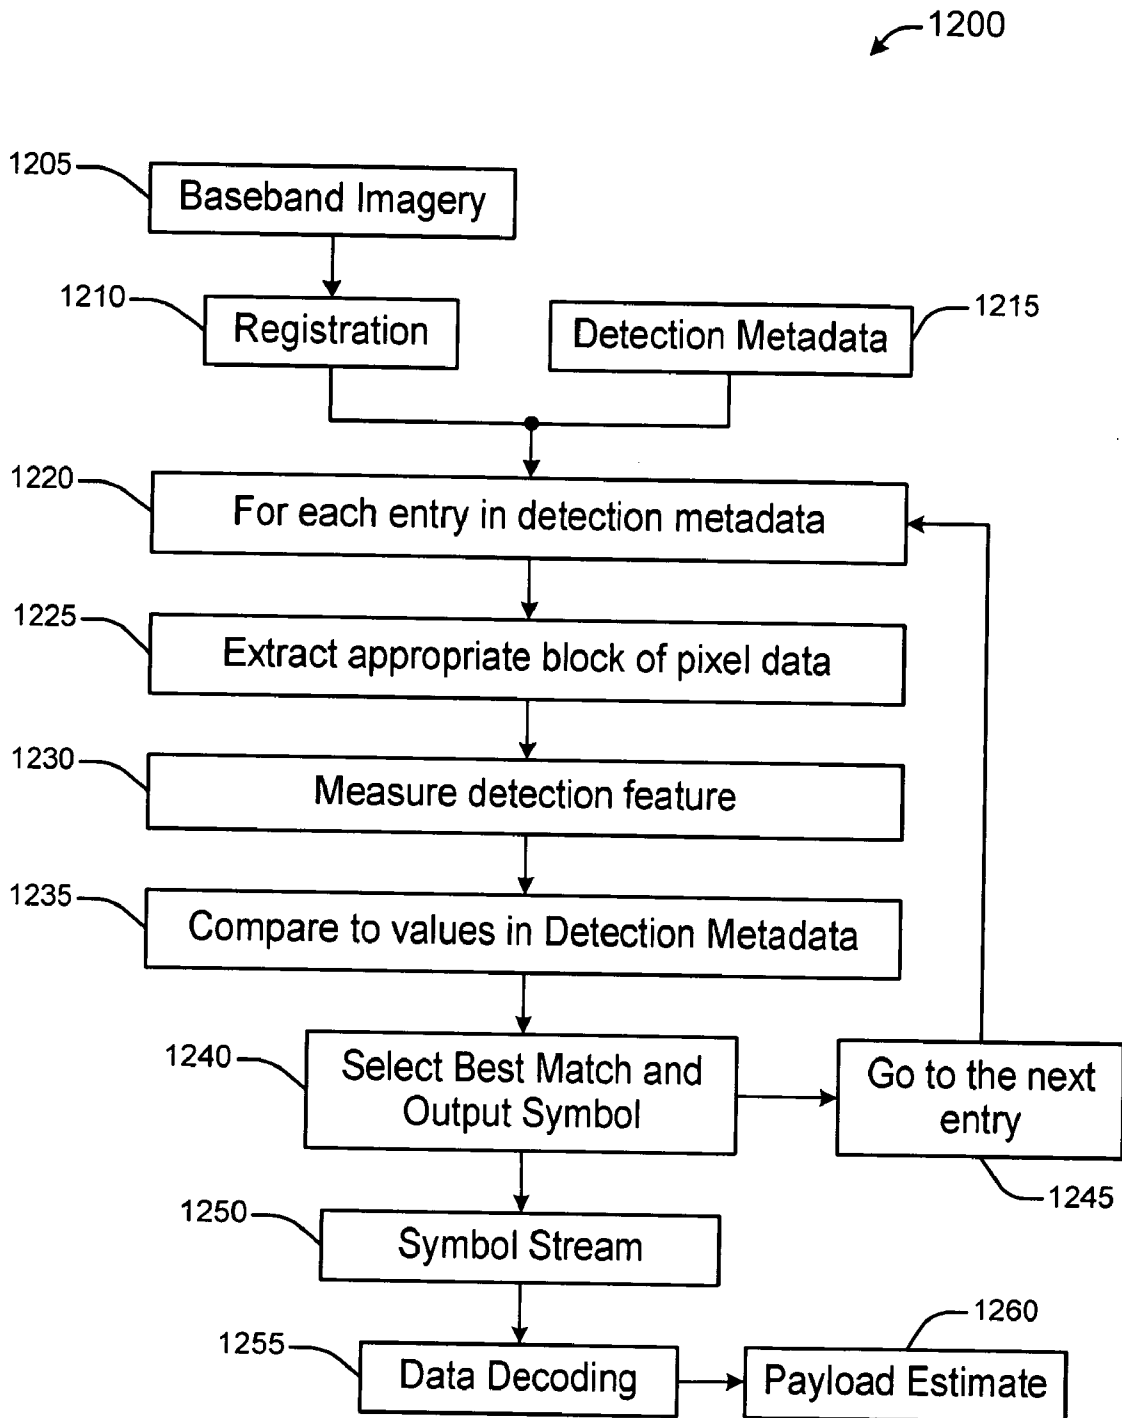 1200
1205
Baseband Imagery
1210
Registration
1215
Detection Metadata
1220
For each entry in detection metadata
1225
Extract appropriate block of pixel data
1230
Measure detection feature
1235
Compare to values in Detection Metadata
1240
Select Best Match and
Output Symbol
Go to the next
entry
1245
1250
Symbol Stream
1255
Data Decoding
1260
Payload Estimate